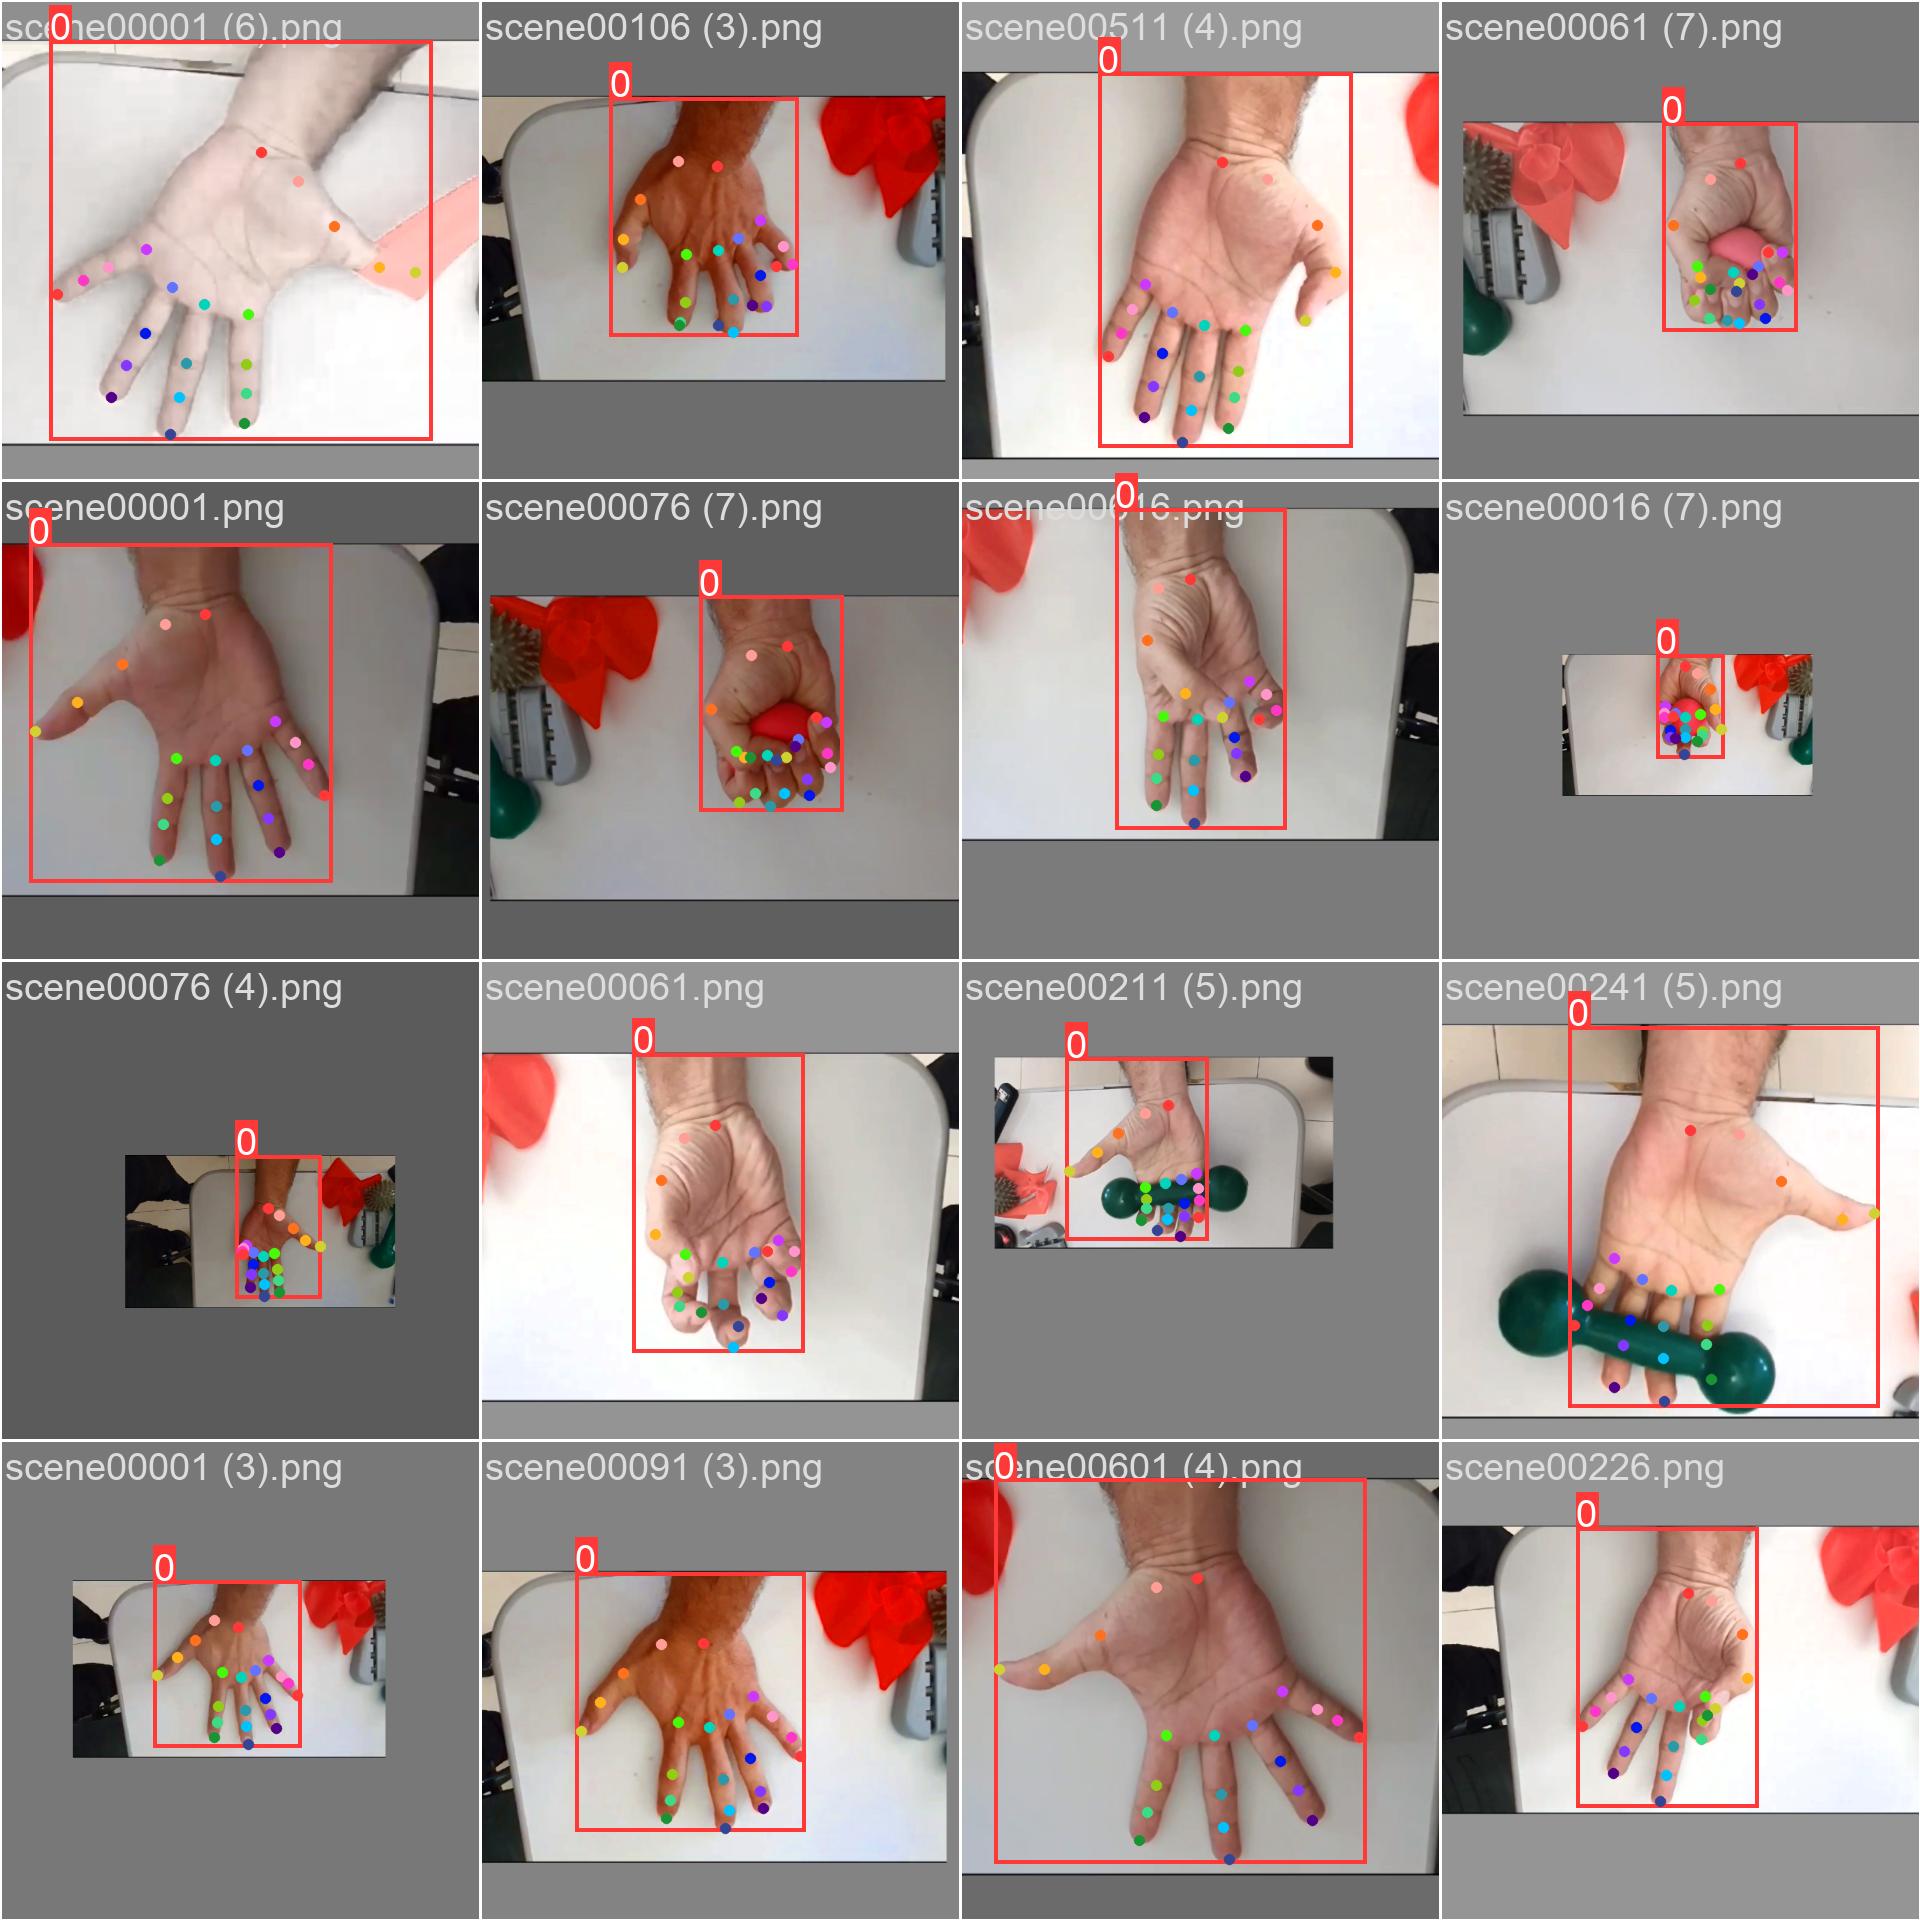 scene00001 (6).png
0
scene00106 (3).png
0
scene00511 (4).png
0
scene00061 (7).png
0
scene00001.png
0
scene00076 (7).png
0
scene00616.png
0
scene00016 (7).png
0
scene00076 (4).png
0
scene00061.png
0
scene00211 (5).png
0
scene00241 (5).png
0
scene00001 (3).png
0
scene00091 (3).png
0
scene00601 (4).png
0
scene00226.png
0